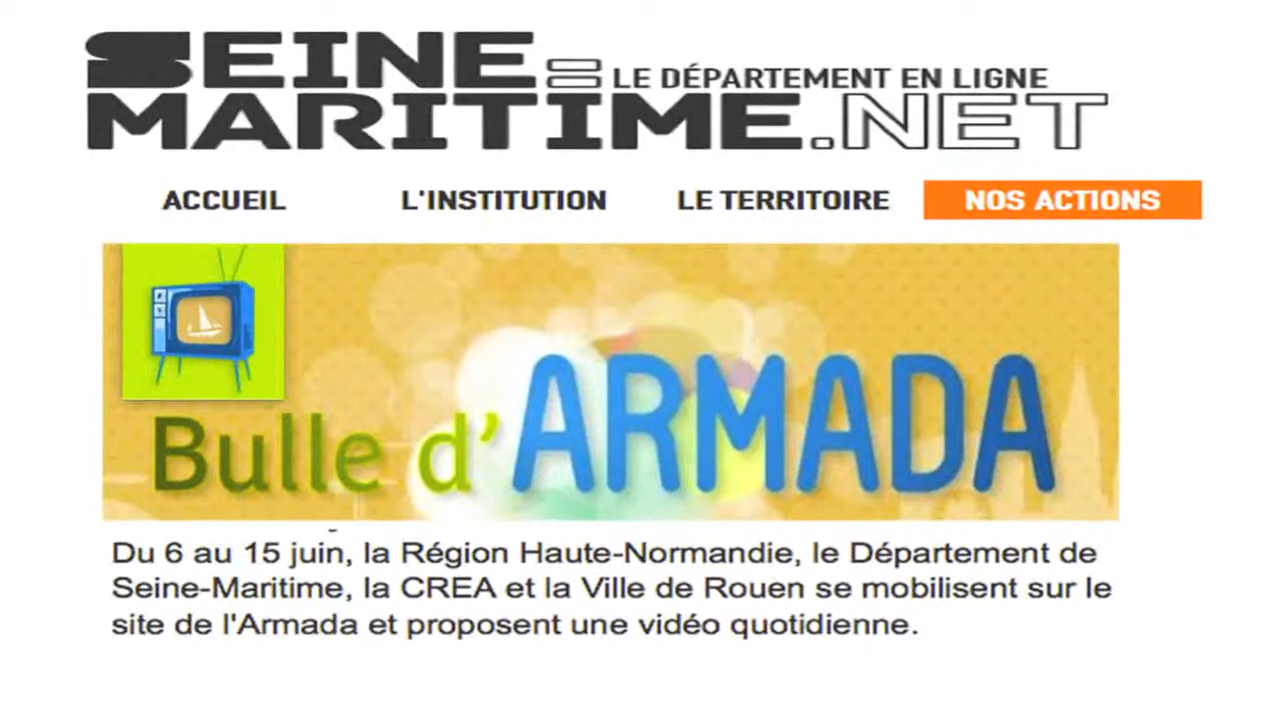 SEINE
LE DÉPARTEMENT EN LIGNE
MARITIME.NET
ACCUEIL L'INSTITUTION LE TERRITOIRE NOS ACTIONS
Bulle d'ARMADA
Du 6 au 15 juin, la Région Haute-Normandie, le Département de
Seine-Maritime, la CREA et la Ville de Rouen se mobilisent sur le
site de l'Armada et proposent une vidéo quotidienne.